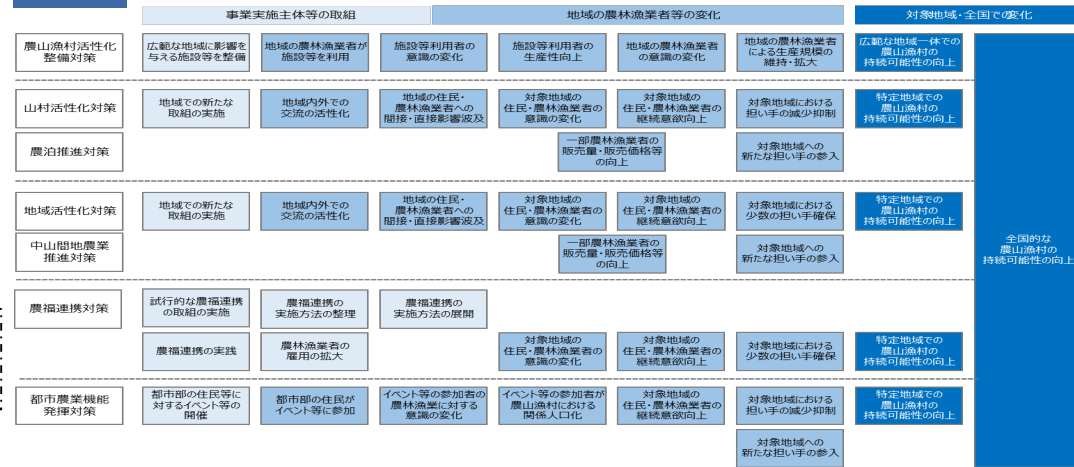 事業実施主体等の取組
地域の農林漁業者等の変化
対象地域・全国での変化
農山漁村活性化
整備対策
広範な地域に影響を
与える施設等を整備
地域の農林漁業者が
施設等を利用
施設等利用者の
意識の変化
施設等利用者の
生産性向上
地域の農林漁業者
の意識の変化
地域の農林漁業者
による生産規模の
維持・拡大
広範な地域一体での
農山漁村の
持続可能性の向上
山村活性化対策
地域での新たな
取組の実施
地域内外での
交流の活性化
地域の住民・
農林漁業者への
間接・直接影響波及
対象地域の
住民・農林漁業者の
意識の変化
対象地域の
住民・農林漁業者の
継続意欲向上
対象地域における
担い手の減少抑制
特定地域での
農山漁村の
持続可能性の向上
農泊推進対策
一部農林漁業者の
販売量・販売価格等
の向上
対象地域への
新たな担い手の参入
地域活性化対策
地域での新たな
取組の実施
地域内外での
交流の活性化
地域の住民・
農林漁業者への
間接・直接影響波及
対象地域の
住民・農林漁業者の
意識の変化
対象地域の
住民・農林漁業者の
継続意欲向上
対象地域における
少数の担い手確保
特定地域での
農山漁村の
持続可能性の向上
中山間地農業
推進対策
一部農林漁業者の
販売量・販売価格等
の向上
対象地域への
新たな担い手の参入
全国的な
農山漁村の
持続可能性の向上
農福連携対策
試行的な農福連携
の取組の実施
農福連携の
実施方法の整理
農福連携の
実施方法の展開
農福連携の実践
農林漁業者の
雇用の拡大
対象地域の
住民・農林漁業者の
意識の変化
対象地域の
住民・農林漁業者の
継続意欲向上
対象地域における
少数の担い手確保
特定地域での
農山漁村の
持続可能性の向上
都市農業機能
発揮対策
都市部の住民等に
対するイベント等の
開催
都市部の住民が
イベント等に参加
イベント等の参加者の
農林漁業に対する
意識の変化
イベント等の参加者が
農山漁村における
関係人口化
対象地域の
住民・農林漁業者の
継続意欲向上
対象地域における
担い手の減少抑制
特定地域での
農山漁村の
持続可能性の向上
対象地域への
新たな担い手の参入